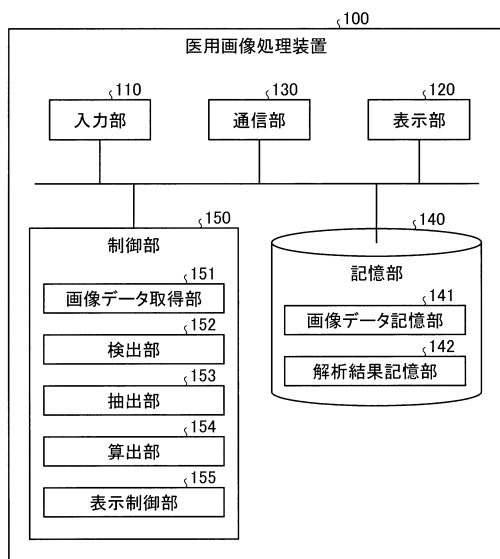 100
医用画像処理装置
110
入力部
130
通信部
120
表示部
150
制御部
151
画像データ取得部
152
検出部
153
抽出部
154
算出部
155
表示制御部
140
記憶部
141
画像データ記憶部
142
解析結果記憶部